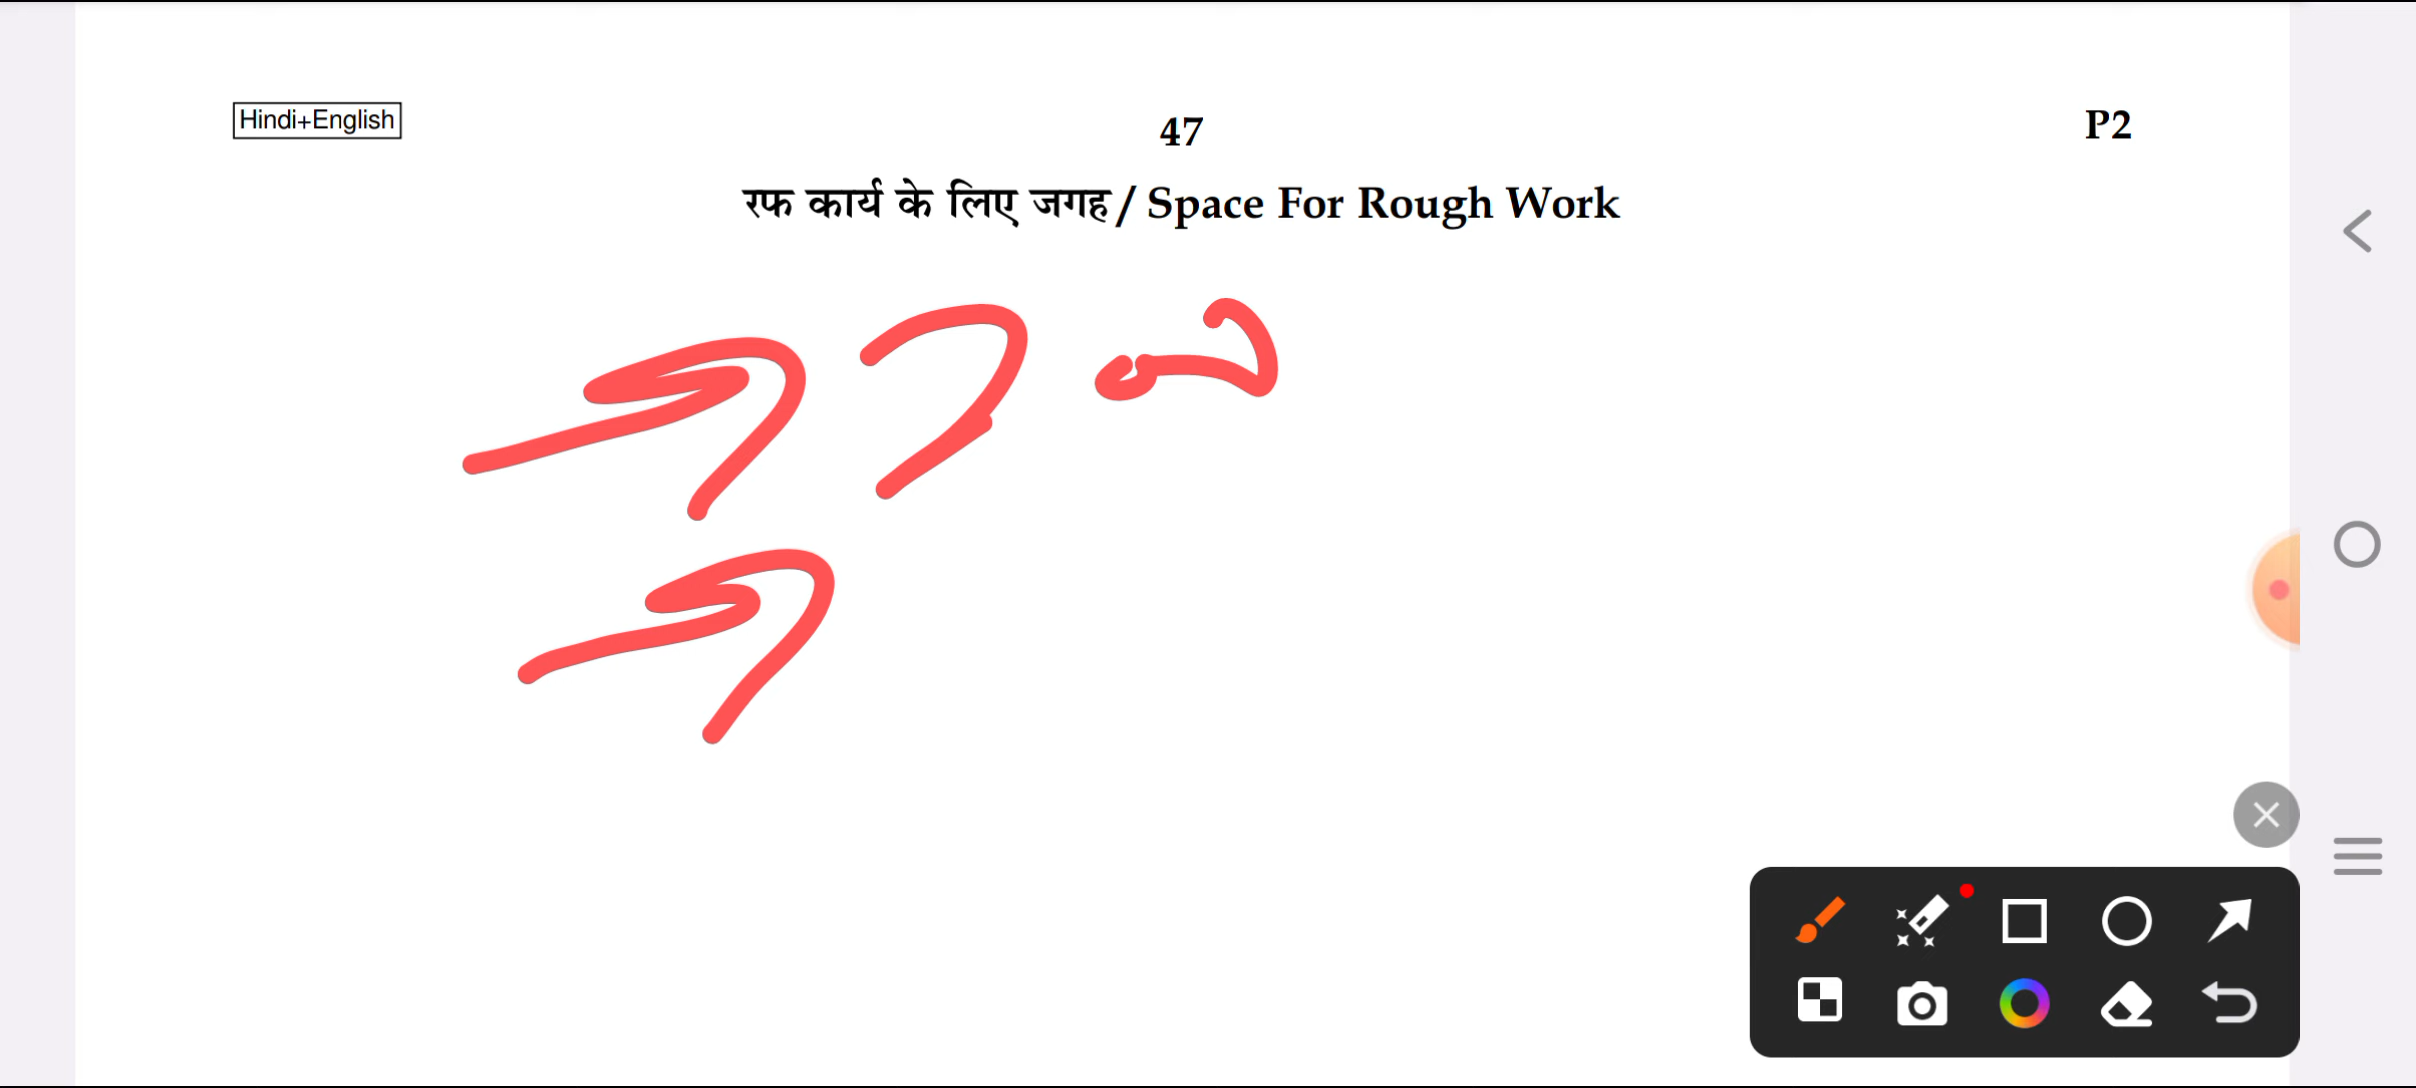 Hindi+English
47
P2
रफ कार्य के लिए जगह / Space For Rough Work